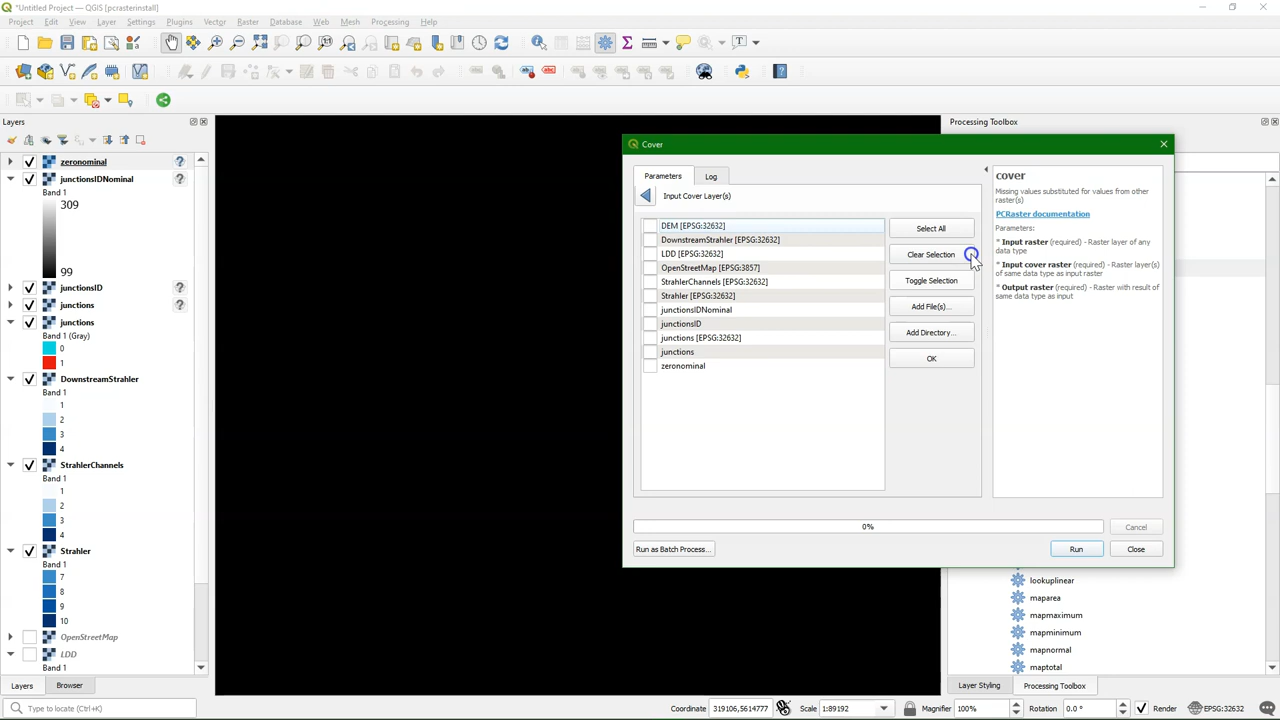 *Untitled Project — QGIS [pcrasterinstall]
Project Edit View Layer Settings Plugins Vector Raster Database Web Mesh Processing Help
Layers
zeronominal
junctionsIDNominal
Band 1
309
99
junctionsID
junctions
junctions
Band 1 (Gray)
0
1
DownstreamStrahler
Band 1
1
2
3
4
StrahlerChannels
Band 1
1
2
3
4
Strahler
Band 1
7
8
9
10
OpenStreetMap
LDD
Band 1
Layers Browser
Cover
Parameters Log
Input Cover Layer(s)
DEM [EPSG:32632]
DownstreamStrahler [EPSG:32632]
LDD [EPSG:32632]
OpenStreetMap [EPSG:3857]
StrahlerChannels [EPSG:32632]
Strahler [EPSG:32632]
junctionsIDNominal
junctionsID
junctions [EPSG:32632]
junctions
zeronominal
Select All
Clear Selection
Toggle Selection
Add File(s)...
Add Directory...
OK
cover
Missing values substituted for values from other
raster(s)
PCRaster documentation
Parameters:
* Input raster (required) - Raster layer of any
data type
* Input cover raster (required) - Raster layer(s)
of same data type as input raster
* Output raster (required) - Raster with result of
same data type as input
0%
Cancel
Run as Batch Process...
Run
Close
Processing Toolbox
lookuplinear
maparea
mapmaximum
mapminimum
mapnormal
maptotal
Layer Styling Processing Toolbox
Type to locate (Ctrl+K)
Coordinate 319106,5614777 Scale 1:89192 Magnifier 100% Rotation 0.0 ° Render EPSG:32632